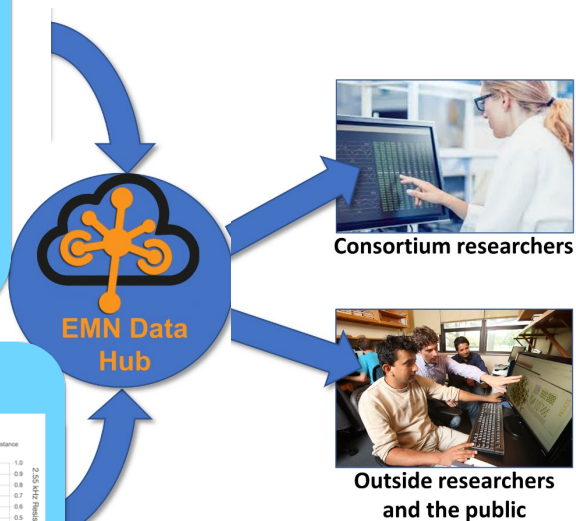 Consortium researchers
EMN Data
Hub
Outside researchers
and the public
1.0
0.9
0.8
0.7
0.6
0.5
2.55 kHz